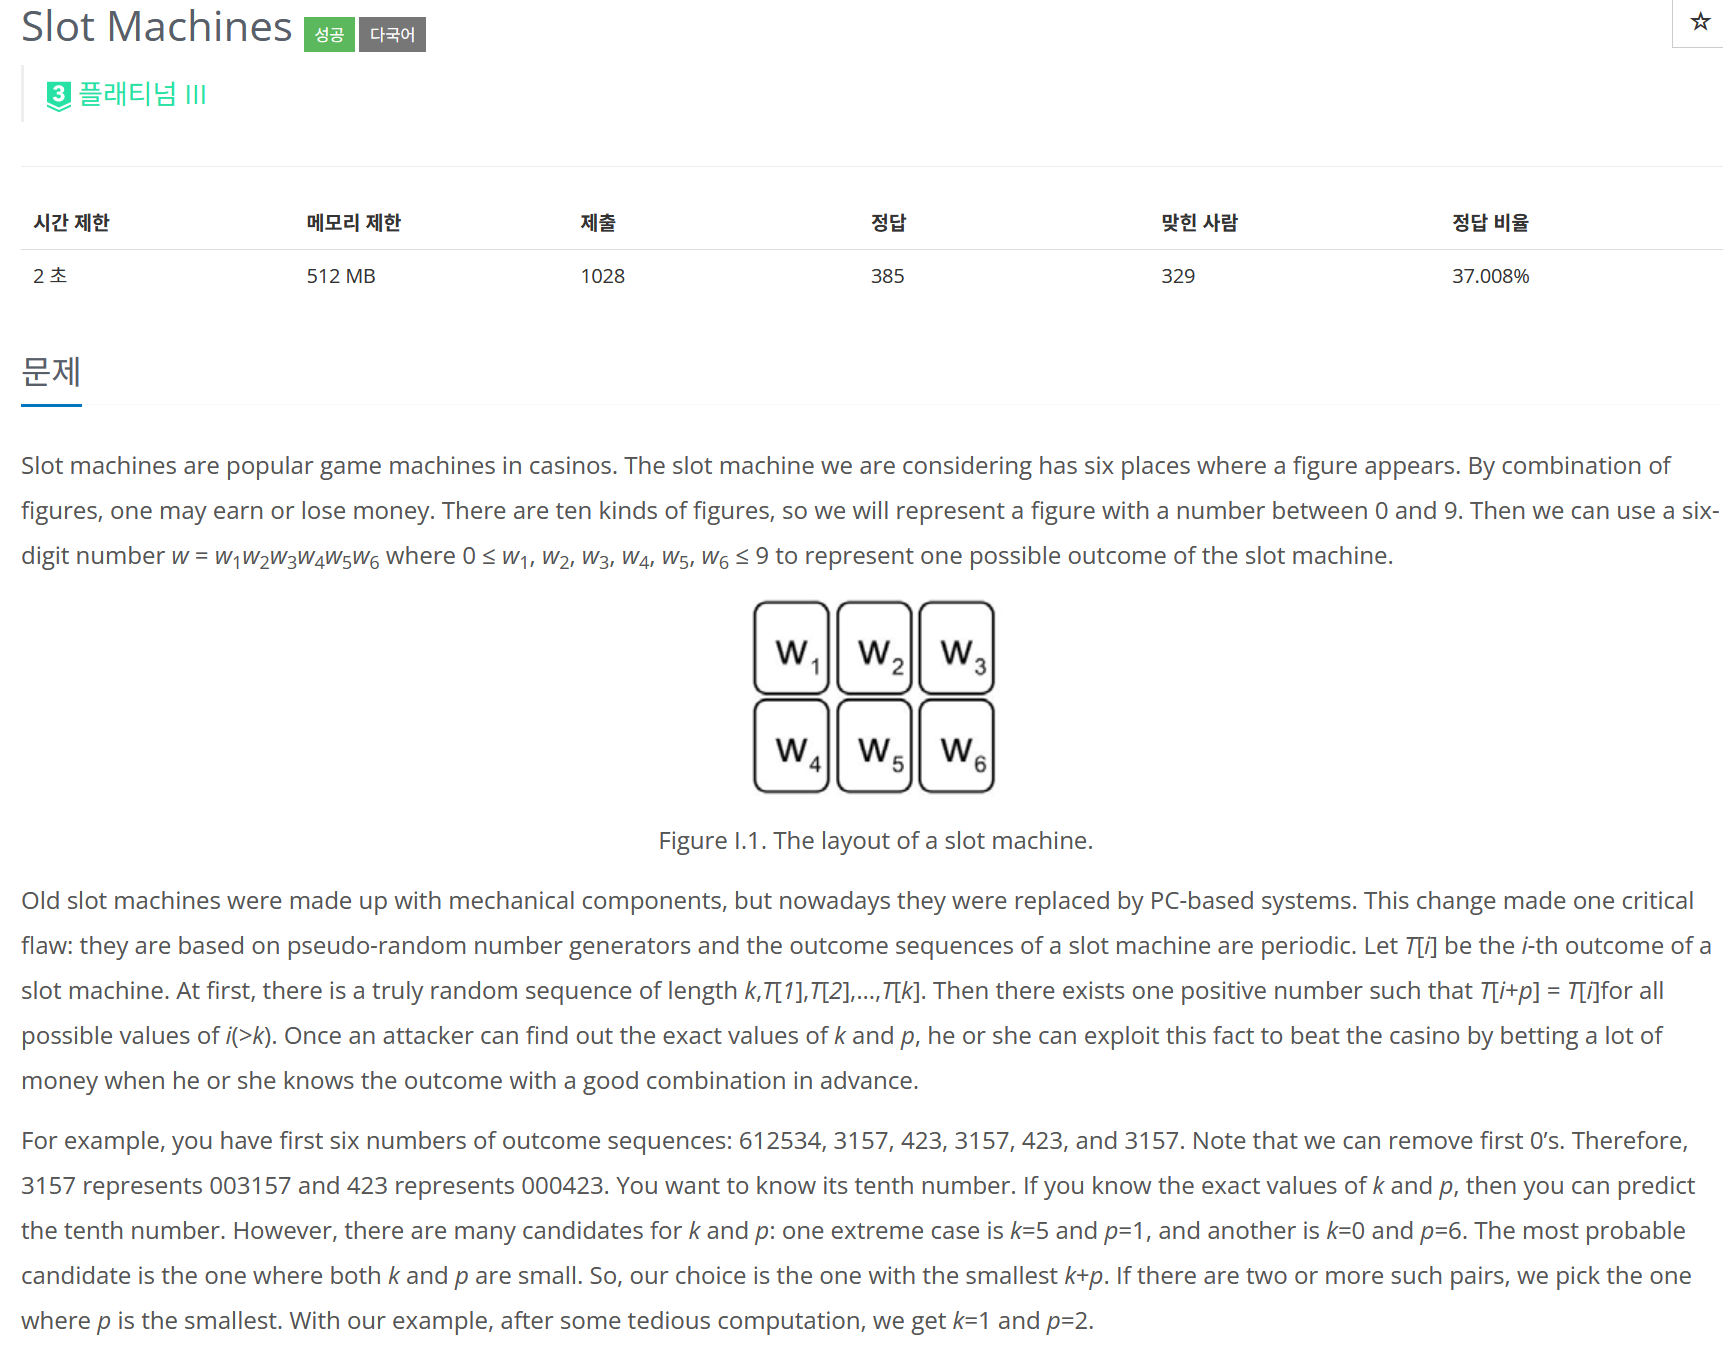 Slot Machines 성공 다국어
3 플래티넘 III
시간 제한 메모리 제한 제출 정답 맞힌 사람 정답 비율
2 초 512 MB 1028 385 329 37.008%
문제
Slot machines are popular game machines in casinos. The slot machine we are considering has six places where a figure appears. By combination of
figures, one may earn or lose money. There are ten kinds of figures, so we will represent a figure with a number between 0 and 9. Then we can use a six-
digit number w = w1w2w3w4w5w6 where 0 ≤ w1, w2, w3, w4, w5, w6 ≤ 9 to represent one possible outcome of the slot machine.
W1 W2 W3
W4 W5 W6
Figure I.1. The layout of a slot machine.
Old slot machines were made up with mechanical components, but nowadays they were replaced by PC-based systems. This change made one critical
flaw: they are based on pseudo-random number generators and the outcome sequences of a slot machine are periodic. Let T[i] be the i-th outcome of a
slot machine. At first, there is a truly random sequence of length k,T[1],T[2],...,T[k]. Then there exists one positive number such that T[i+p] = T[i]for all
possible values of i(>k). Once an attacker can find out the exact values of k and p, he or she can exploit this fact to beat the casino by betting a lot of
money when he or she knows the outcome with a good combination in advance.
For example, you have first six numbers of outcome sequences: 612534, 3157, 423, 3157, 423, and 3157. Note that we can remove first 0’s. Therefore,
3157 represents 003157 and 423 represents 000423. You want to know its tenth number. If you know the exact values of k and p, then you can predict
the tenth number. However, there are many candidates for k and p: one extreme case is k=5 and p=1, and another is k=0 and p=6. The most probable
candidate is the one where both k and p are small. So, our choice is the one with the smallest k+p. If there are two or more such pairs, we pick the one
where p is the smallest. With our example, after some tedious computation, we get k=1 and p=2.